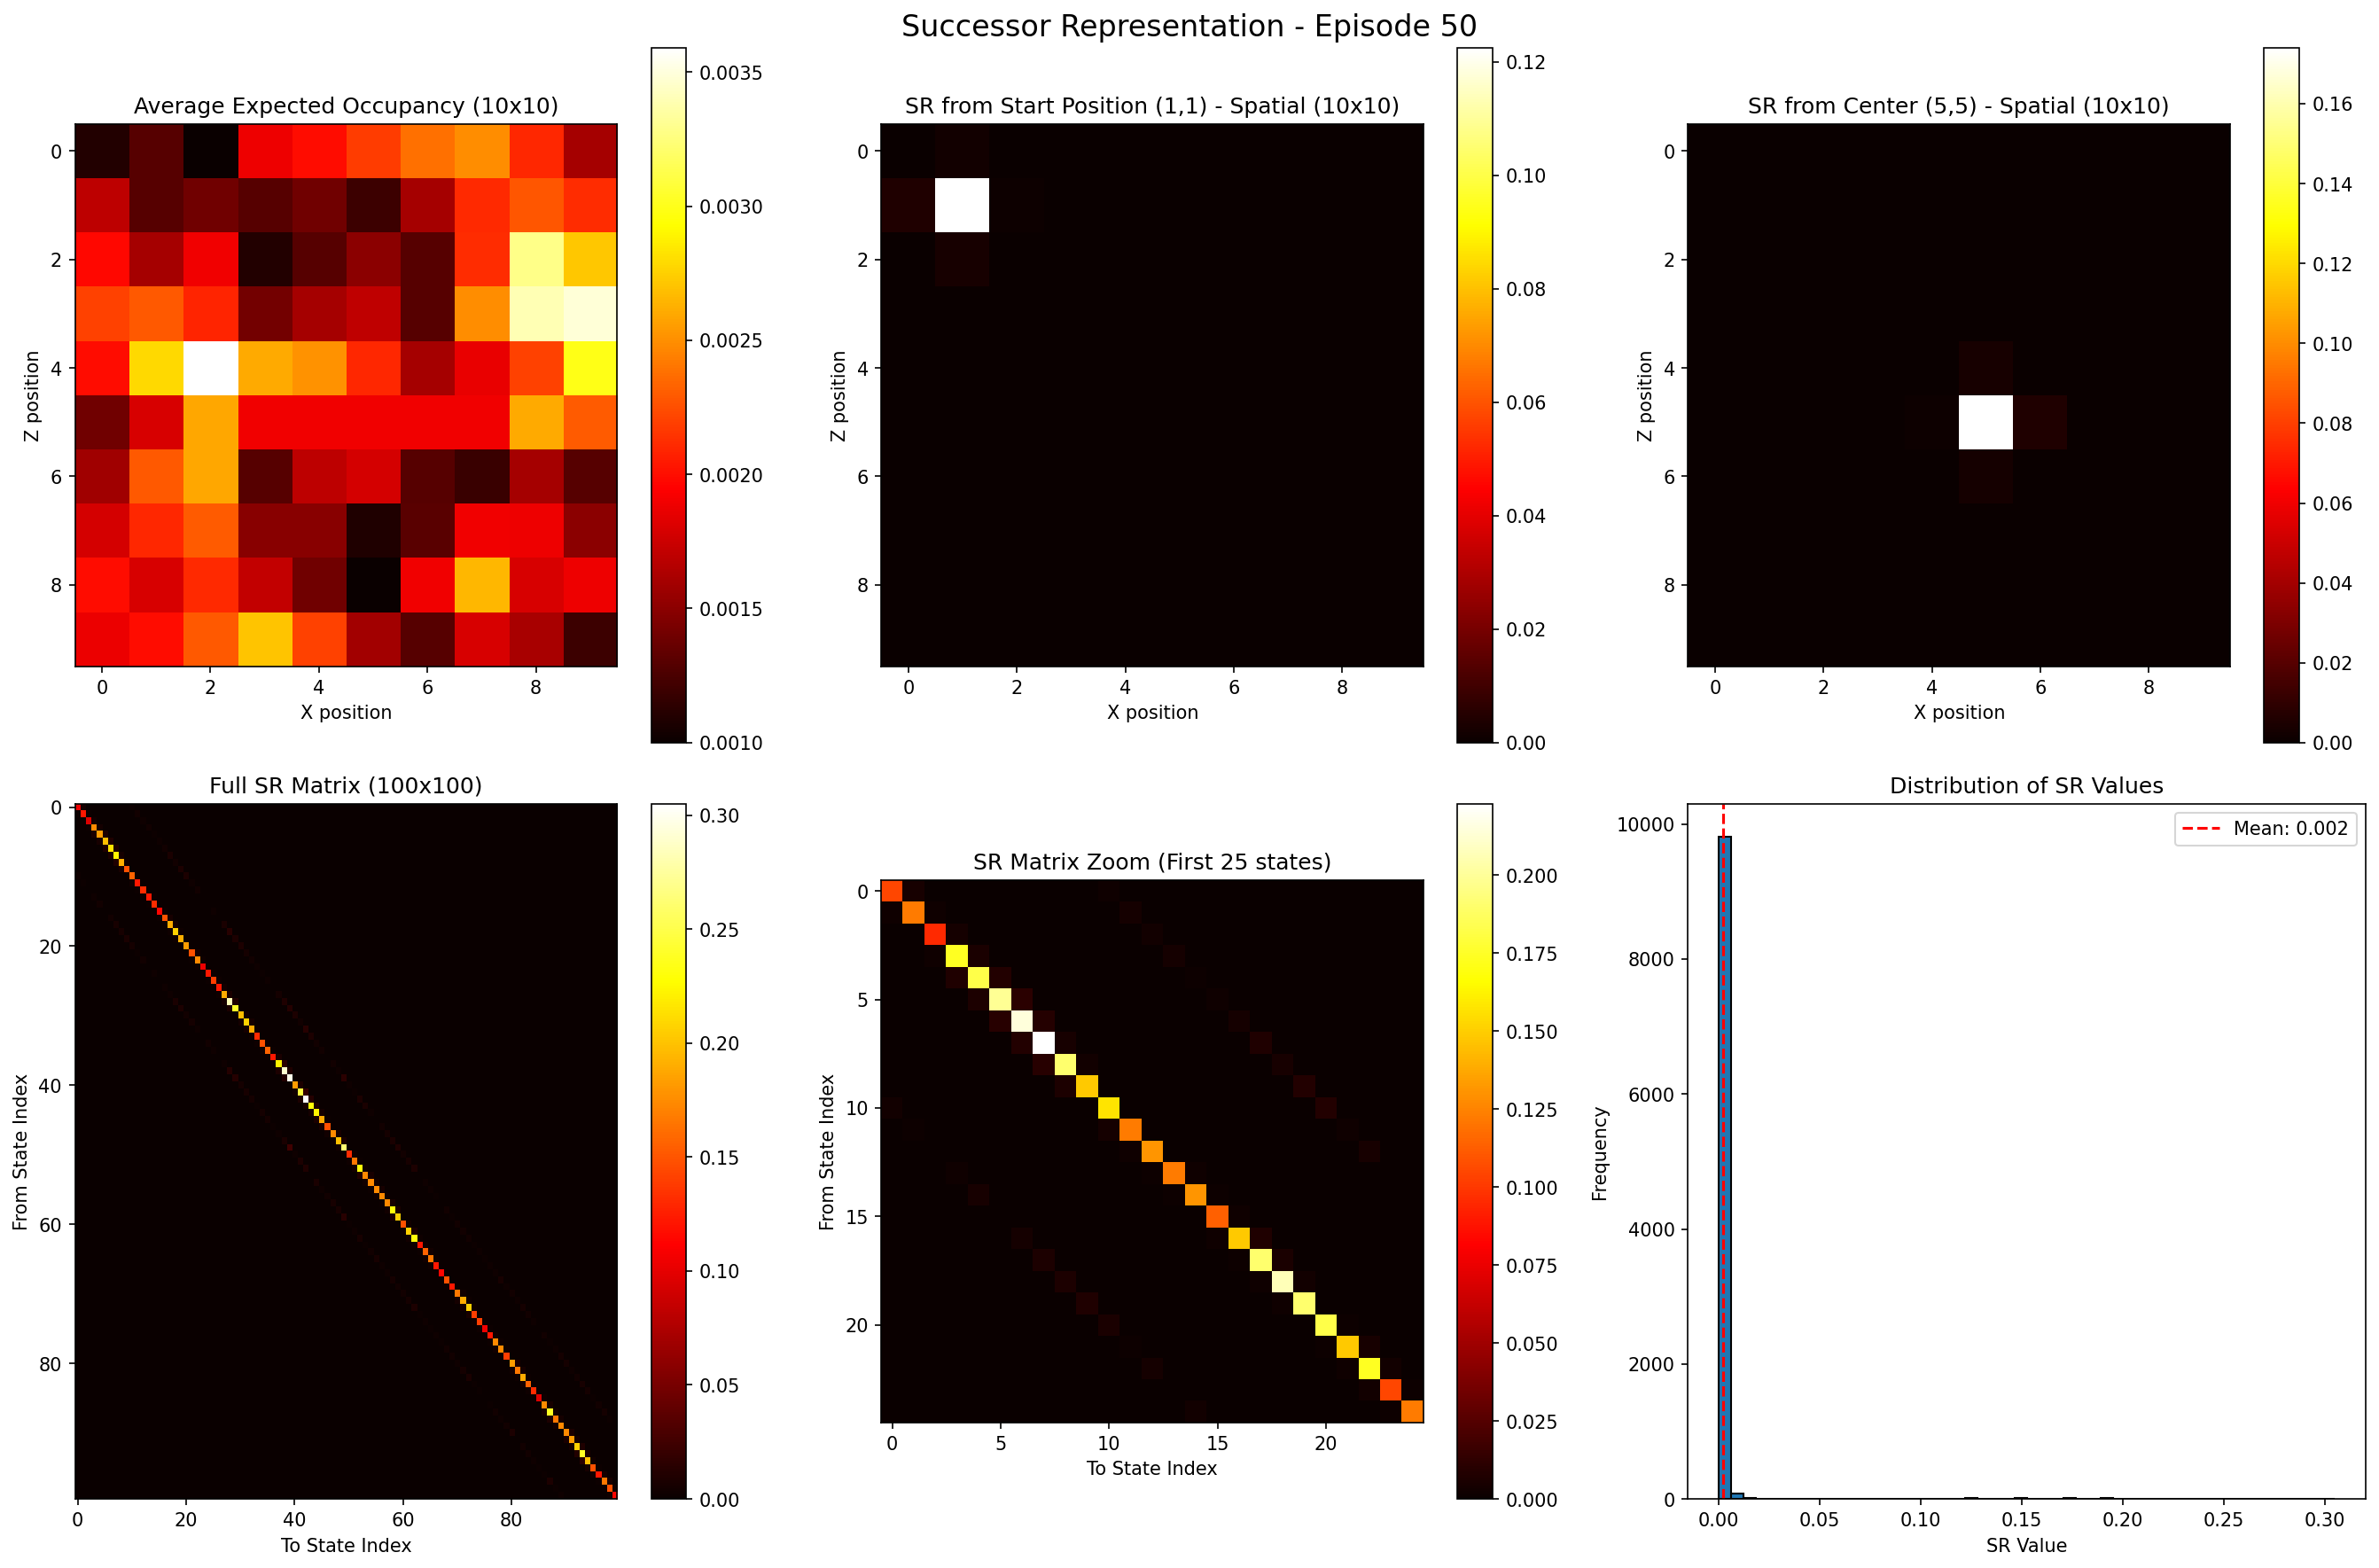 Successor Representation - Episode 50
Average Expected Occupancy (10x10)
Z position
0
2
4
6
8
0 2 4 6 8
X position
0.0035
0.0030
0.0025
0.0020
0.0015
0.0010
SR from Start Position (1,1) - Spatial (10x10)
Z position
0
2
4
6
8
0 2 4 6 8
X position
0.12
0.10
0.08
0.06
0.04
0.02
0.00
SR from Center (5,5) - Spatial (10x10)
Z position
0
2
4
6
8
0 2 4 6 8
X position
0.16
0.14
0.12
0.10
0.08
0.06
0.04
0.02
0.00
Full SR Matrix (100x100)
From State Index
0
20
40
60
80
0 20 40 60 80
To State Index
0.30
0.25
0.20
0.15
0.10
0.05
0.00
SR Matrix Zoom (First 25 states)
From State Index
0
5
10
15
20
0 5 10 15 20
To State Index
0.200
0.175
0.150
0.125
0.100
0.075
0.050
0.025
0.000
Distribution of SR Values
Mean: 0.002
Frequency
10000
8000
6000
4000
2000
0
0.00 0.05 0.10 0.15 0.20 0.25 0.30
SR Value